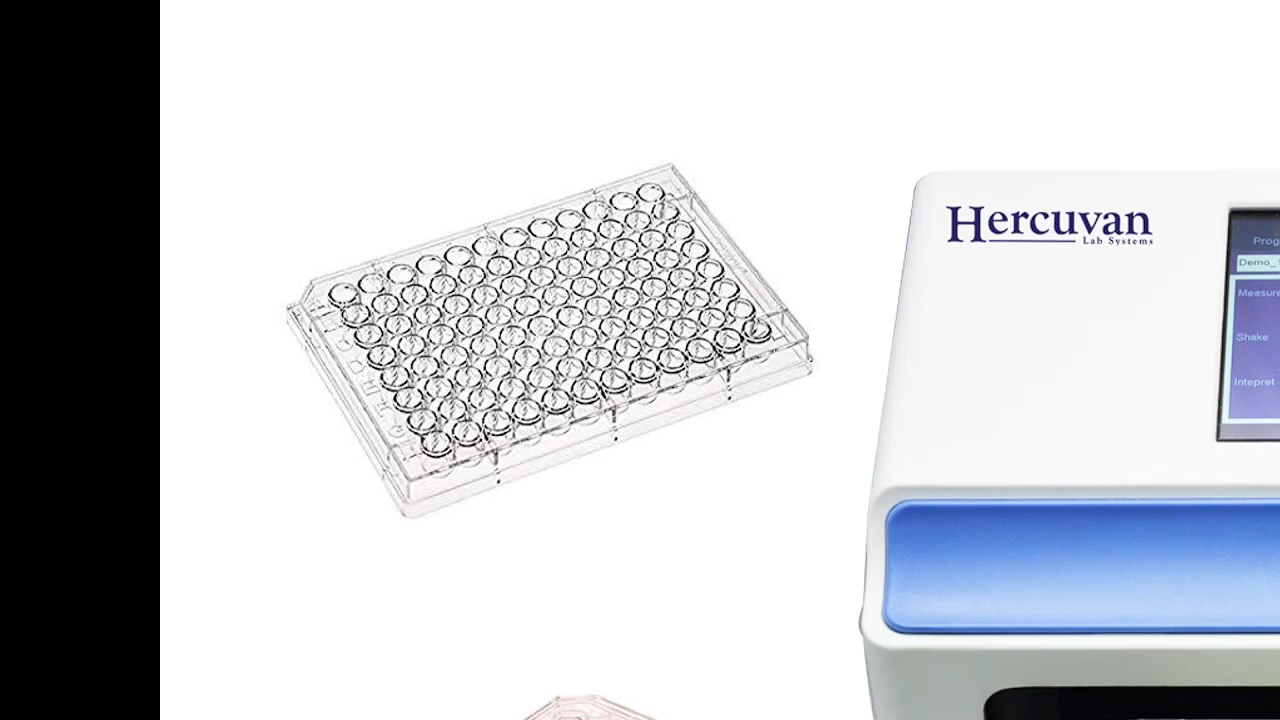 Hercuvan
Lab Systems
Demo_
Measure
Shake
Intepret